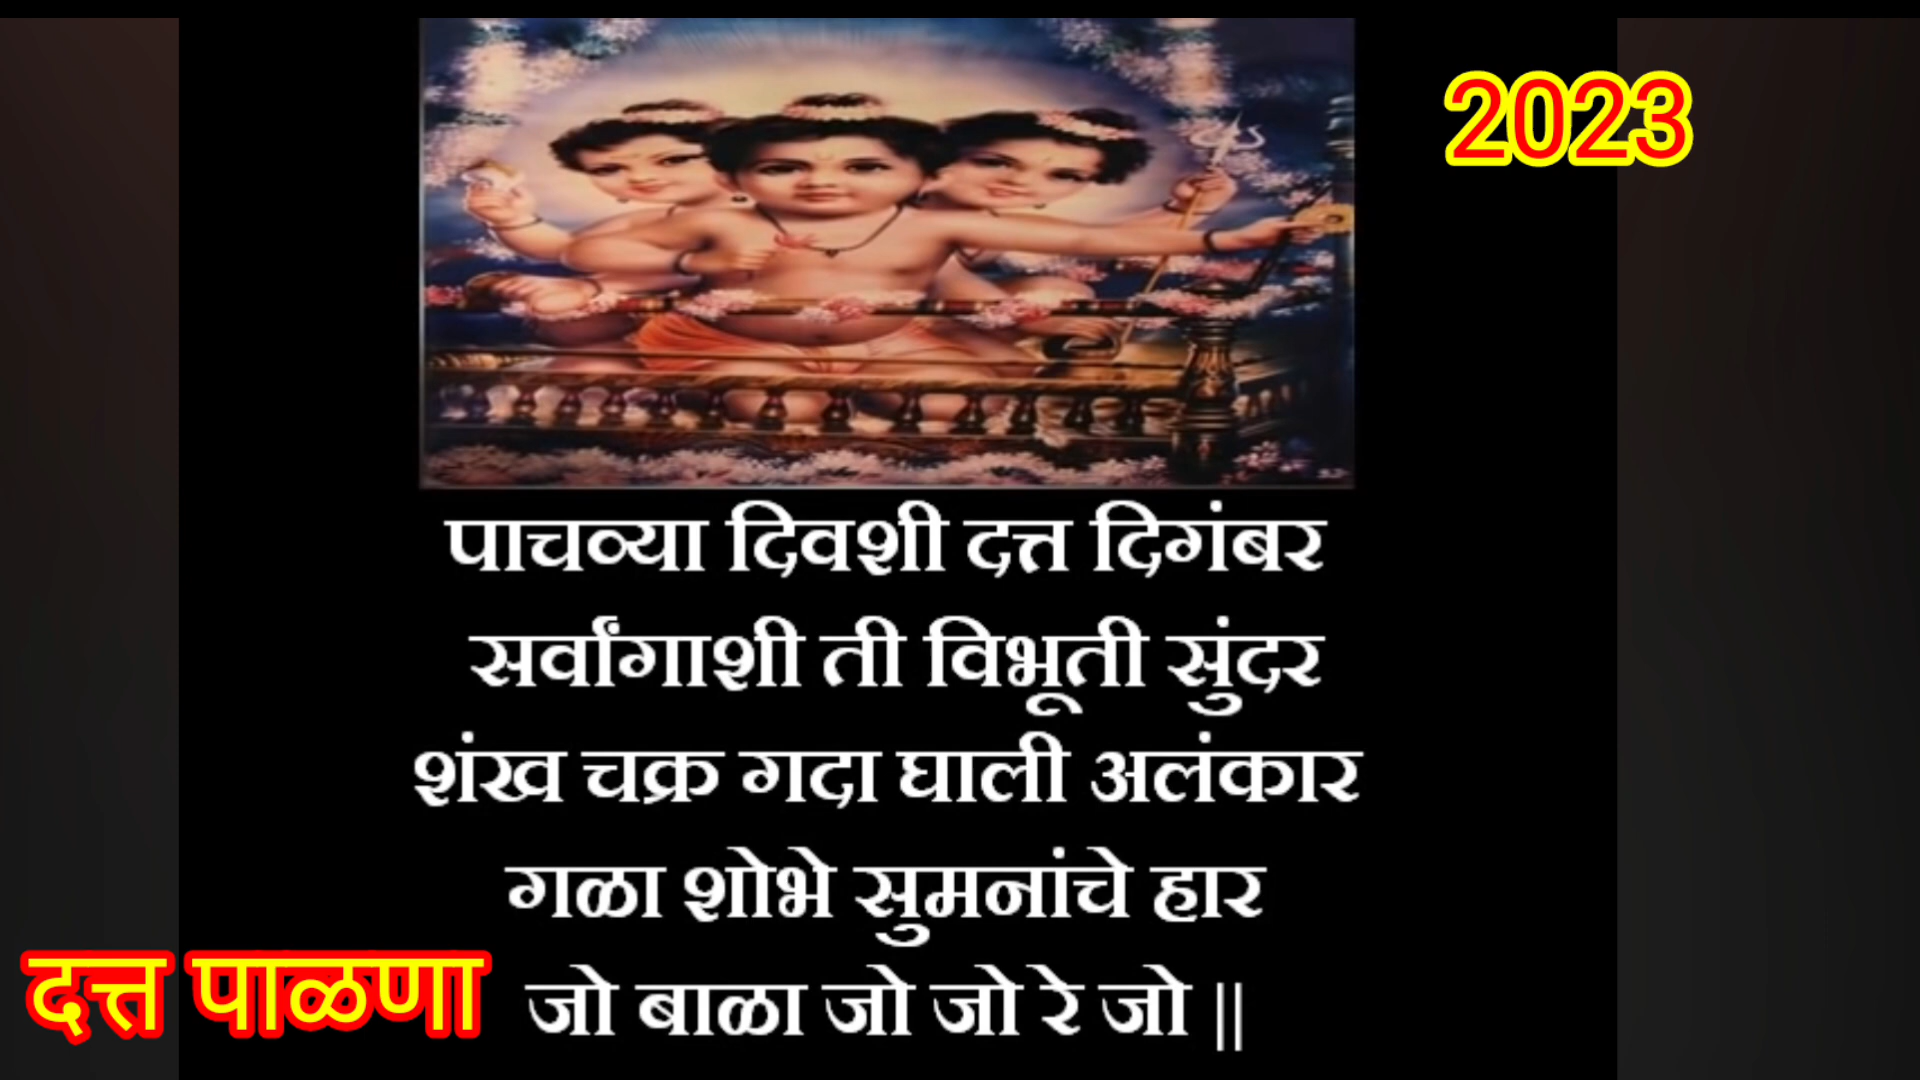 2023
पाचव्या दिवशी दत्त दिगंबर
सर्वांगाशी ती विभूती सुंदर
शंख चक्र गदा घाली अलंकार
गळा शोभे सुमनांचे हार
जो बाळा जो जो रे जो ||
दत्त पाळणा